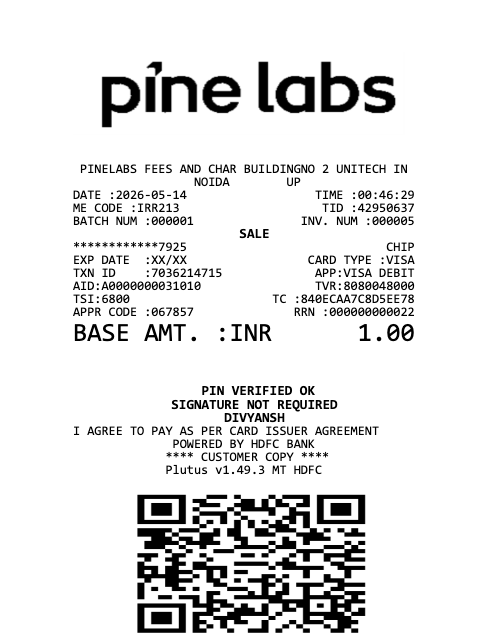 pine labs
PINELABS FEES AND CHAR BUILDINGNO 2 UNITECH IN
NOIDA UP
DATE :2026-05-14 TIME :00:46:29
ME CODE :IRR213 TID :42950637
BATCH NUM :000001 INV. NUM :000005
SALE
************7925 CHIP
EXP DATE :XX/XX CARD TYPE :VISA
TXN ID :7036214715 APP:VISA DEBIT
AID:A0000000031010 TVR:8080048000
TSI:6800 TC :840ECAA7C8D5EE78
APPR CODE :067857 RRN :000000000022
BASE AMT. :INR 1.00
PIN VERIFIED OK
SIGNATURE NOT REQUIRED
DIVYANSH
I AGREE TO PAY AS PER CARD ISSUER AGREEMENT
POWERED BY HDFC BANK
**** CUSTOMER COPY ****
Plutus v1.49.3 MT HDFC